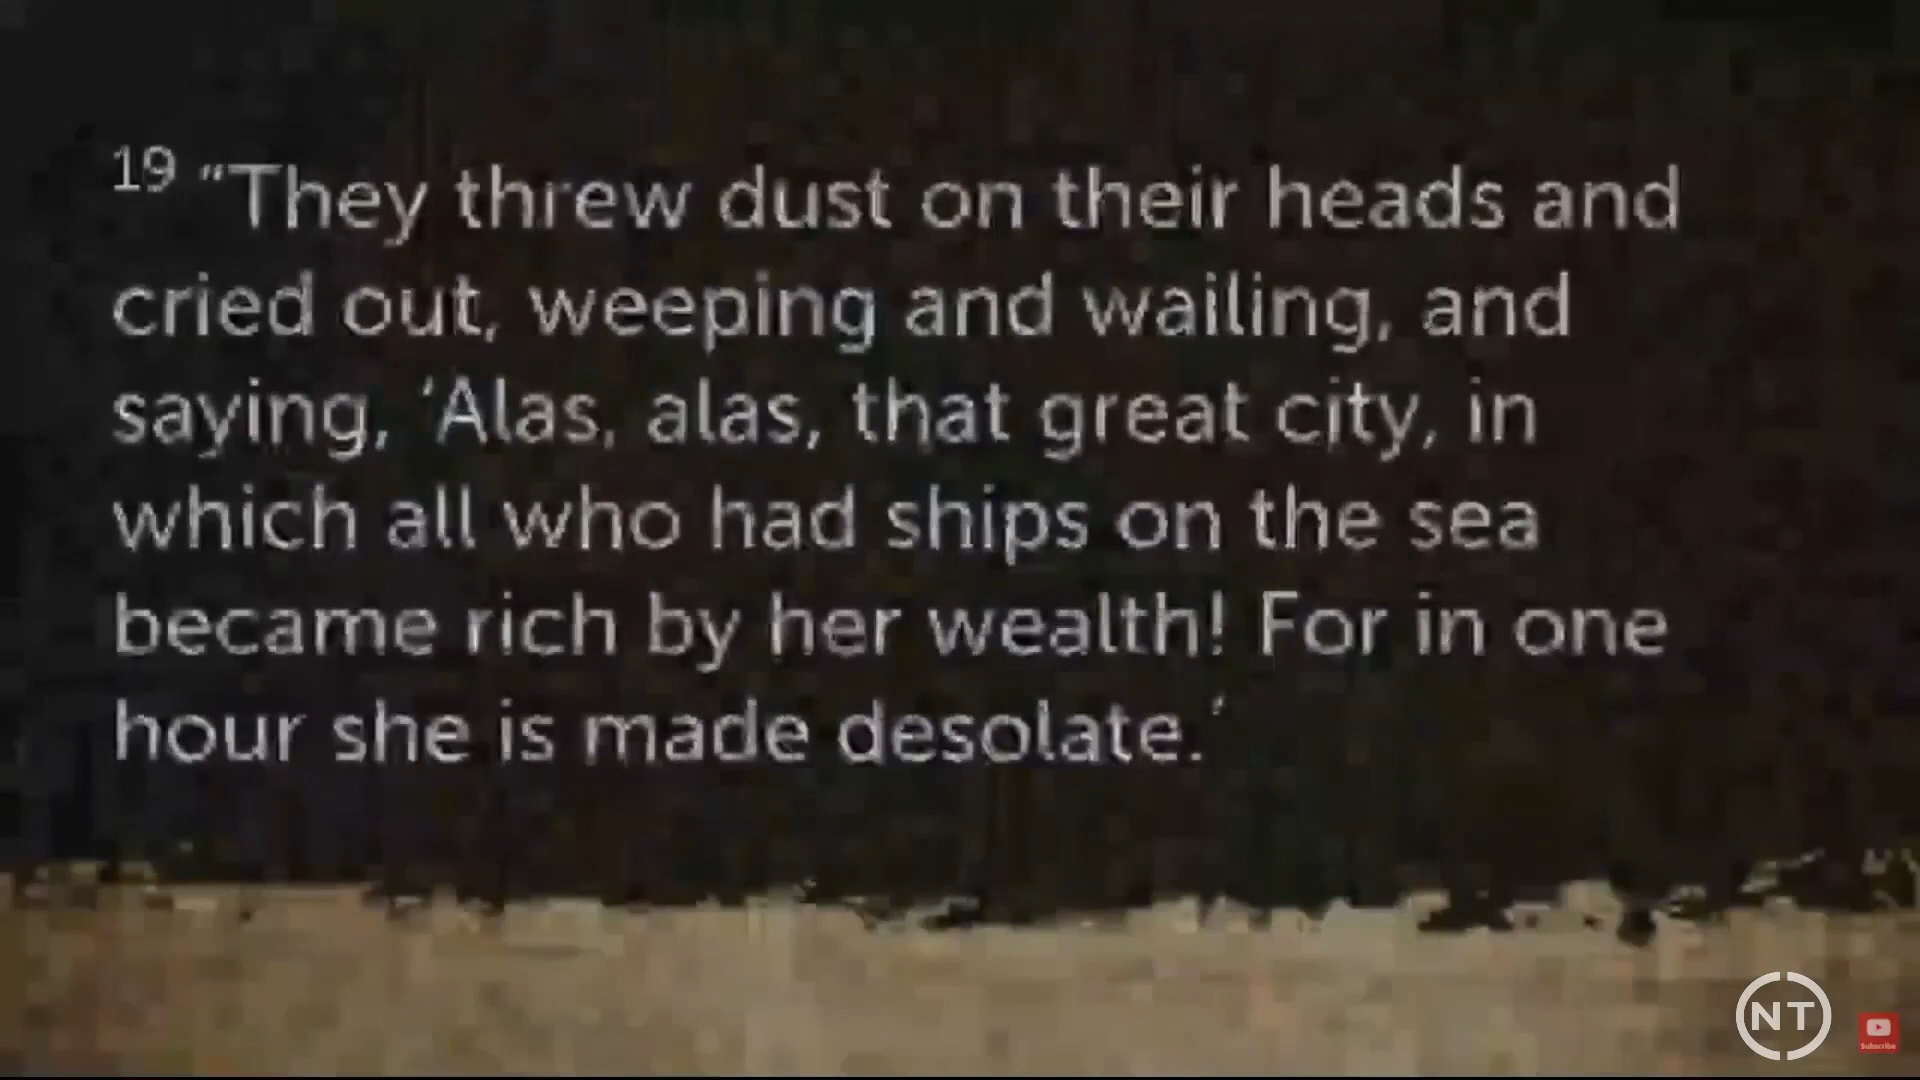 19 “They threw dust on their heads and
cried out, weeping and wailing, and
saying, ‘Alas, alas, that great city, in
which all who had ships on the sea
became rich by her wealth! For in one
hour she is made desolate.’
NT
Subscribe